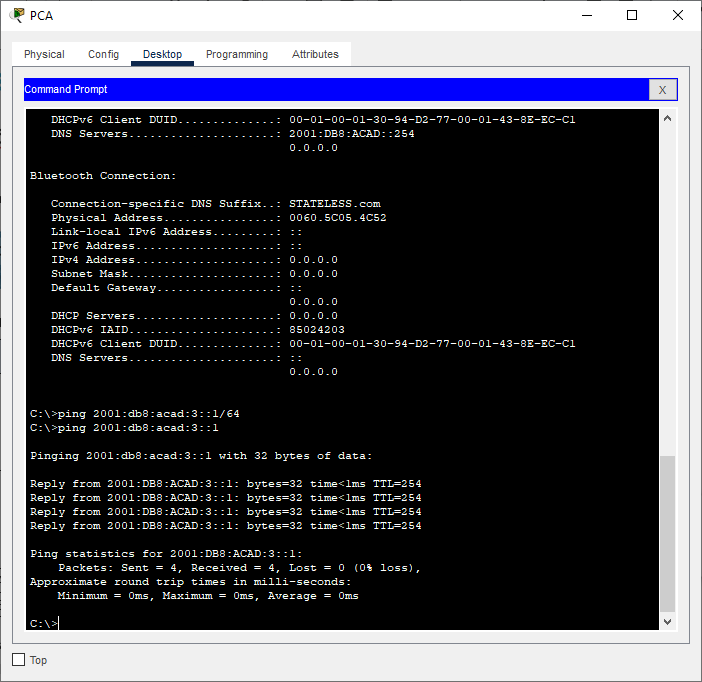 PCA
Physical Config Desktop Programming Attributes
Command Prompt X
DHCPv6 Client DUID..............: 00-01-00-01-30-94-D2-77-00-01-43-8E-EC-C1
DNS Servers.....................: 2001:DB8:ACAD::254
0.0.0.0
Bluetooth Connection:
Connection-specific DNS Suffix..: STATELESS.com
Physical Address................: 0060.5C05.4C52
Link-local IPv6 Address.........: ::
IPv6 Address....................: ::
IPv4 Address....................: 0.0.0.0
Subnet Mask.....................: 0.0.0.0
Default Gateway.................: ::
0.0.0.0
DHCP Servers....................: 0.0.0.0
DHCPv6 IAID.....................: 85024203
DHCPv6 Client DUID..............: 00-01-00-01-30-94-D2-77-00-01-43-8E-EC-C1
DNS Servers.....................: ::
0.0.0.0
C:\>ping 2001:db8:acad:3::1/64
C:\>ping 2001:db8:acad:3::1
Pinging 2001:db8:acad:3::1 with 32 bytes of data:
Reply from 2001:DB8:ACAD:3::1: bytes=32 time<1ms TTL=254
Reply from 2001:DB8:ACAD:3::1: bytes=32 time<1ms TTL=254
Reply from 2001:DB8:ACAD:3::1: bytes=32 time<1ms TTL=254
Reply from 2001:DB8:ACAD:3::1: bytes=32 time<1ms TTL=254
Ping statistics for 2001:DB8:ACAD:3::1:
Packets: Sent = 4, Received = 4, Lost = 0 (0% loss),
Approximate round trip times in milli-seconds:
Minimum = 0ms, Maximum = 0ms, Average = 0ms
C:\>
Top